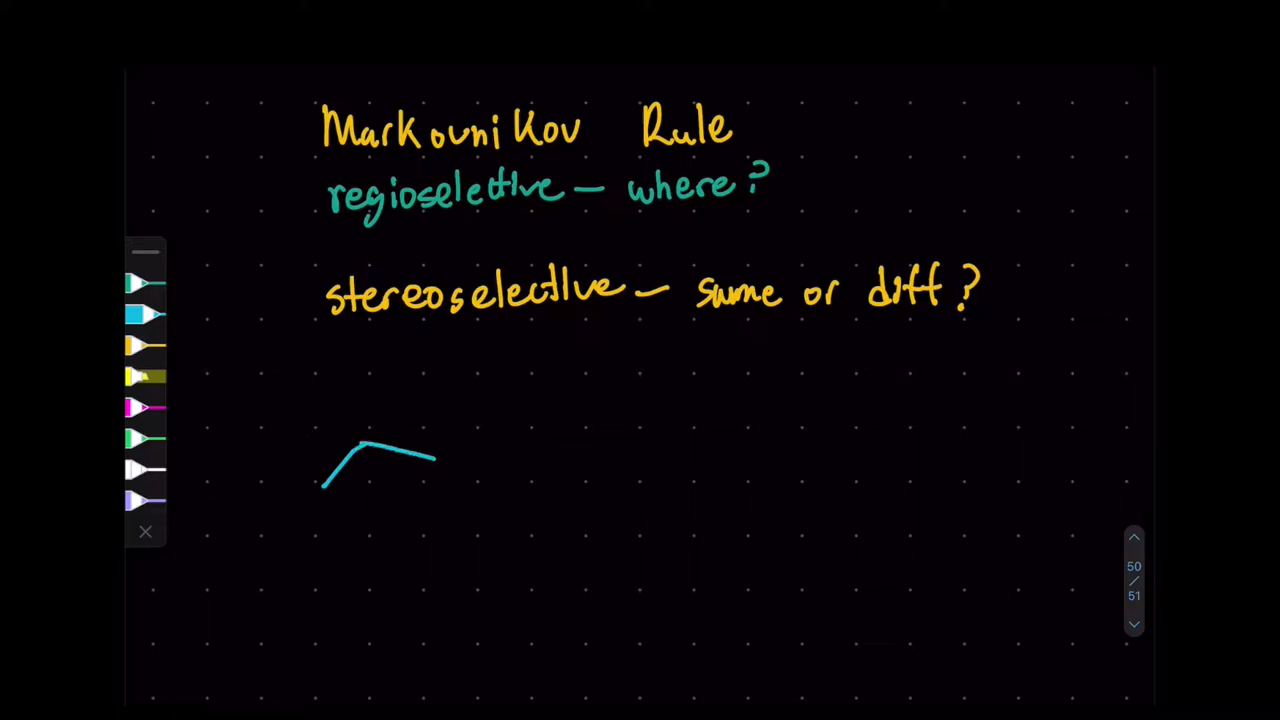 Markovnikov Rule
regioselective – where?
stereoselective – same or diff?
50
/
51